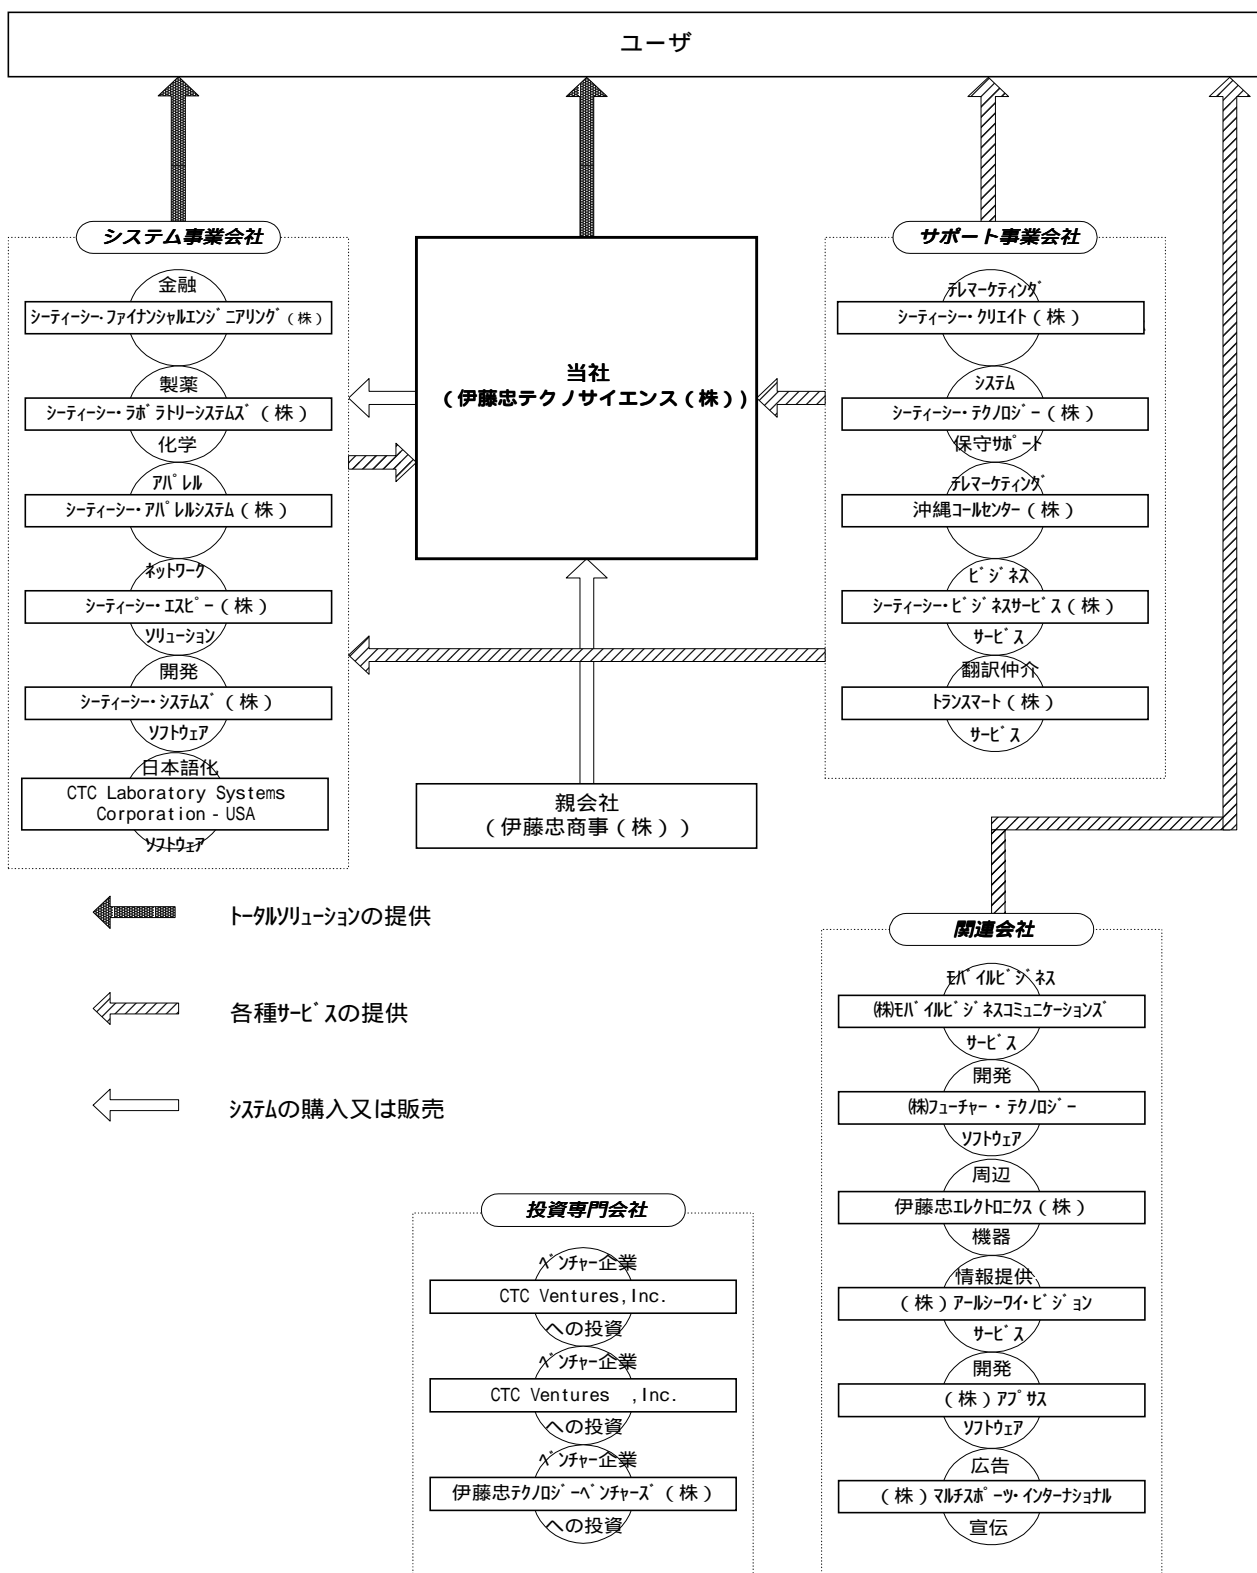 ユーザ
システム事業会社
金融
シーティーシー・ファイナンシャルエンジニアリング（株）
製薬
シーティーシー・ラボラトリーシステムズ（株）
化学
アパレル
シーティーシー・アパレルシステム（株）
ネットワーク
シーティーシー・エスピー（株）
ソリューション
開発
シーティーシー・システムズ（株）
ソフトウェア
日本語化
CTC Laboratory Systems
Corporation - USA
ソフトウェア
当社
（伊藤忠テクノサイエンス（株））
親会社
（伊藤忠商事（株））
サポート事業会社
テレマーケティング
シーティーシー・クリエイト（株）
システム
シーティーシー・テクノロジー（株）
保守サポート
テレマーケティング
沖縄コールセンター（株）
ビジネス
シーティーシー・ビジネスサービス（株）
サービス
翻訳仲介
トランスマート（株）
サービス
トータルソリューションの提供
各種サービスの提供
システムの購入又は販売
関連会社
モバイルビジネス
㈱モバイルビジネスコミュニケーションズ
サービス
開発
㈱フューチャー・テクノロジー
ソフトウェア
周辺
伊藤忠エレクトロニクス（株）
機器
情報提供
（株）アールシーワイ・ビジョン
サービス
開発
（株）アプサス
ソフトウェア
広告
（株）マルチスポーツ・インターナショナル
宣伝
投資専門会社
ベンチャー企業
CTC Ventures,Inc.
への投資
ベンチャー企業
CTC Ventures ,Inc.
への投資
ベンチャー企業
伊藤忠テクノロジーベンチャーズ（株）
への投資